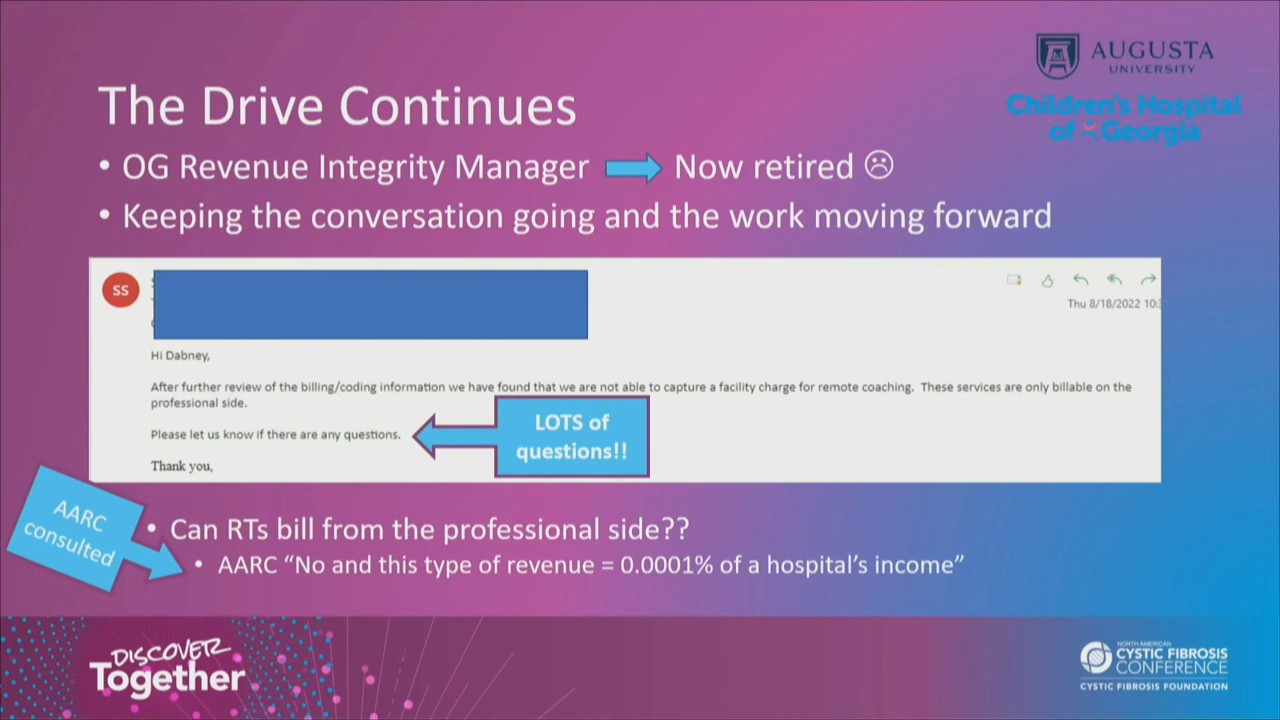 AUGUSTA
UNIVERSITY
Children's Hospital
of Georgia
The Drive Continues
• OG Revenue Integrity Manager Now retired ☹
• Keeping the conversation going and the work moving forward
SS
Thu 8/18/2022 10:
Hi Dabney,
After further review of the billing/coding information we have found that we are not able to capture a facility charge for remote coaching. These services are only billable on the
professional side.
Please let us know if there are any questions.
LOTS of
questions!!
Thank you,
AARC
consulted
• Can RTs bill from the professional side??
• AARC “No and this type of revenue = 0.0001% of a hospital’s income”
DISCOVER
Together
NORTH AMERICAN
CYSTIC FIBROSIS
CONFERENCE
CYSTIC FIBROSIS FOUNDATION